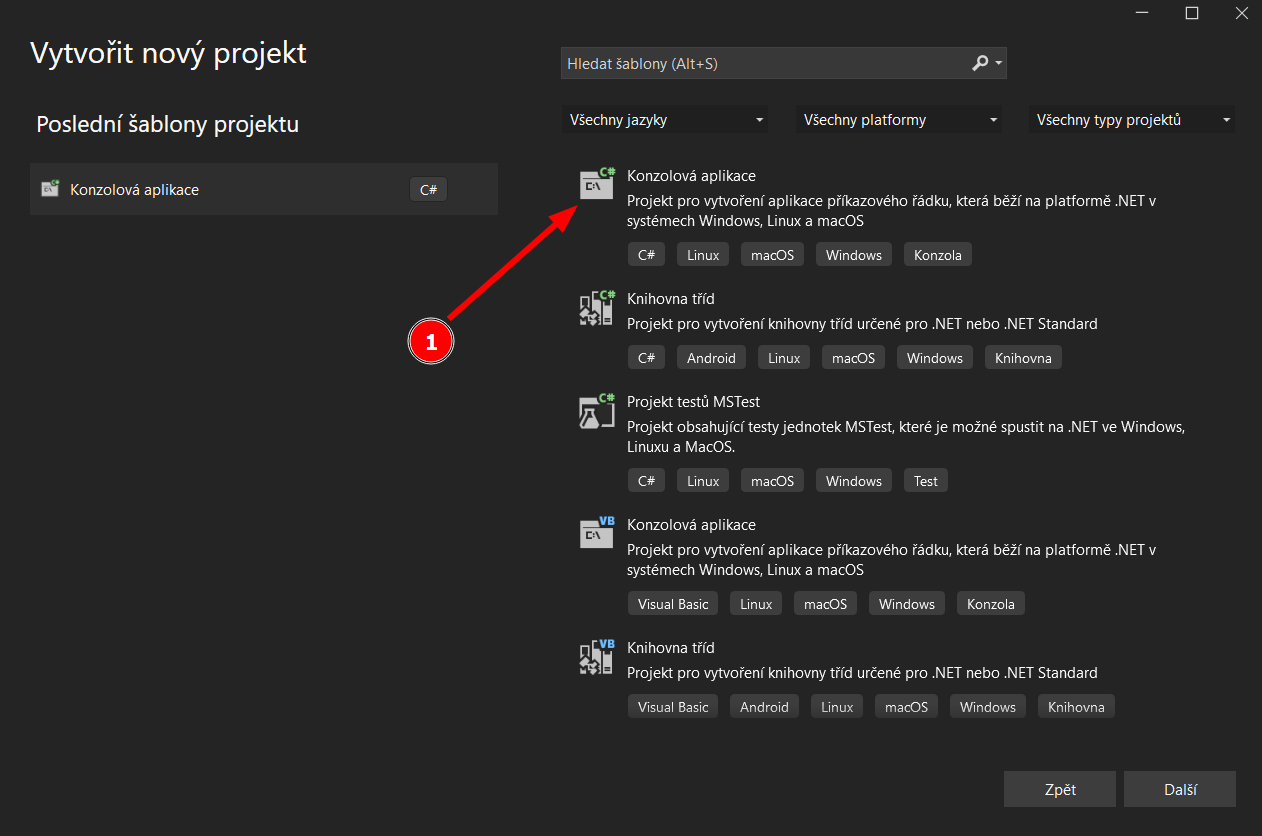 Vytvořit nový projekt
Hledat šablony (Alt+S)
Všechny jazyky
Všechny platformy
Všechny typy projektů
Poslední šablony projektu
Konzolová aplikace
C#
1
C#
C:\
Konzolová aplikace
Projekt pro vytvoření aplikace příkazového řádku, která běží na platformě .NET v
systémech Windows, Linux a macOS
C# Linux macOS Windows Konzola
C#
Knihovna tříd
Projekt pro vytvoření knihovny tříd určené pro .NET nebo .NET Standard
C# Android Linux macOS Windows Knihovna
C#
Projekt testů MSTest
Projekt obsahující testy jednotek MSTest, které je možné spustit na .NET ve Windows,
Linuxu a MacOS.
C# Linux macOS Windows Test
VB
C:\
Konzolová aplikace
Projekt pro vytvoření aplikace příkazového řádku, která běží na platformě .NET v
systémech Windows, Linux a macOS
Visual Basic Linux macOS Windows Konzola
VB
Knihovna tříd
Projekt pro vytvoření knihovny tříd určené pro .NET nebo .NET Standard
Visual Basic Android Linux macOS Windows Knihovna
Zpět
Další